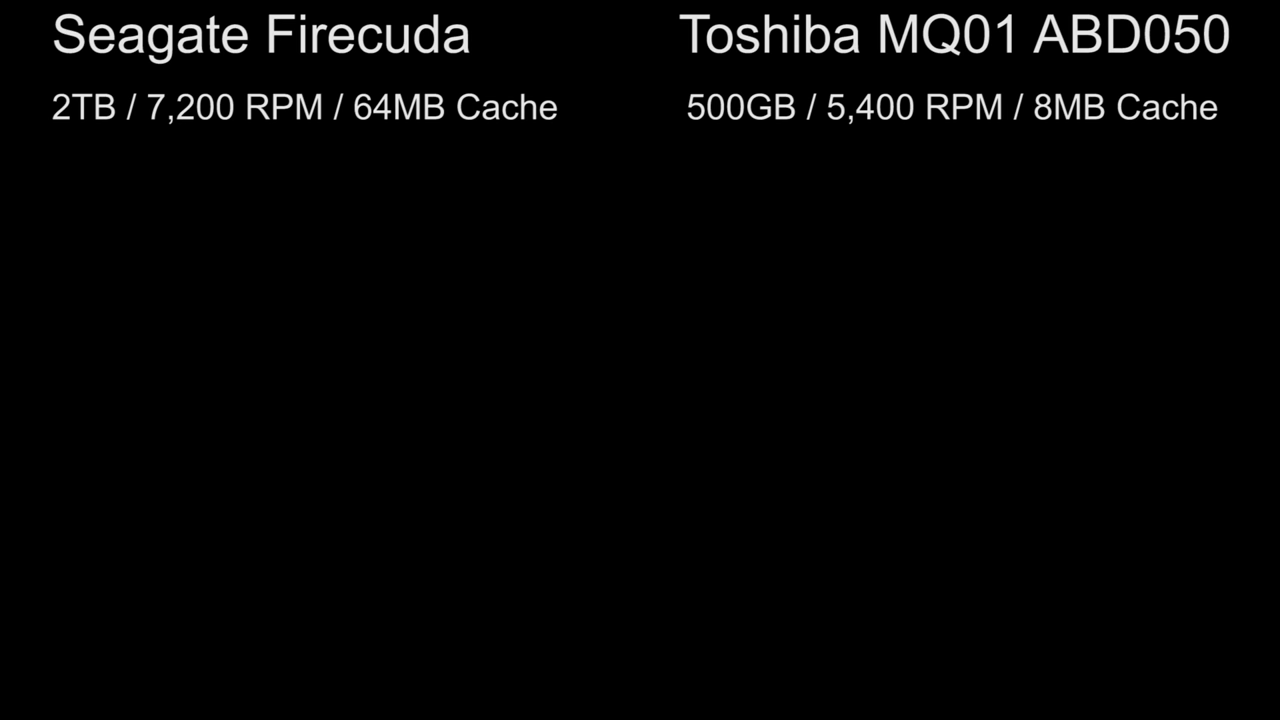 Seagate Firecuda
2TB / 7,200 RPM / 64MB Cache
Toshiba MQ01 ABD050
500GB / 5,400 RPM / 8MB Cache